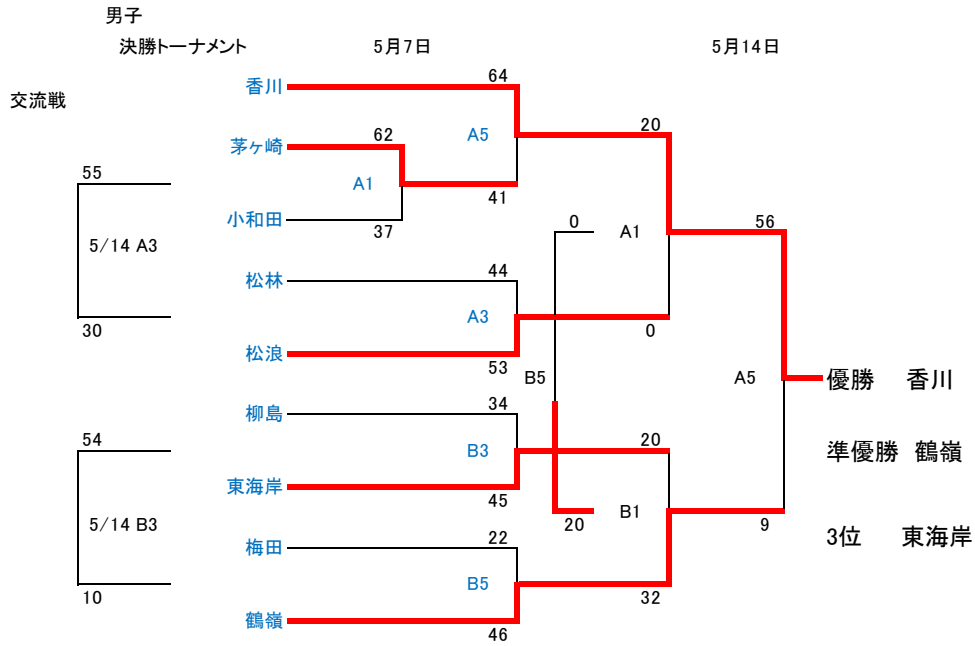 男子
決勝トーナメント 5月7日 5月14日
交流戦
香川
64
茅ヶ崎
62
A5
20
A1
41
小和田
37
55
5/14 A3
30
0
A1
56
松林
44
A3
0
松浪
53
B5
A5
優勝 香川
柳島
34
54
B3
20
準優勝 鶴嶺
東海岸
45
5/14 B3
20
B1
9
3位 東海岸
梅田
22
B5
10
32
鶴嶺
46